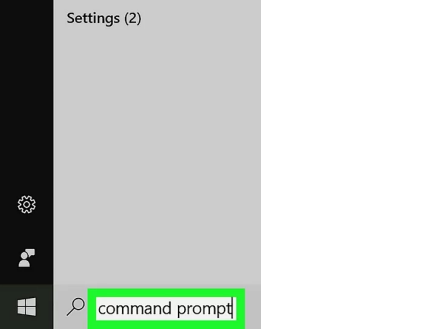 Settings (2)
command prompt